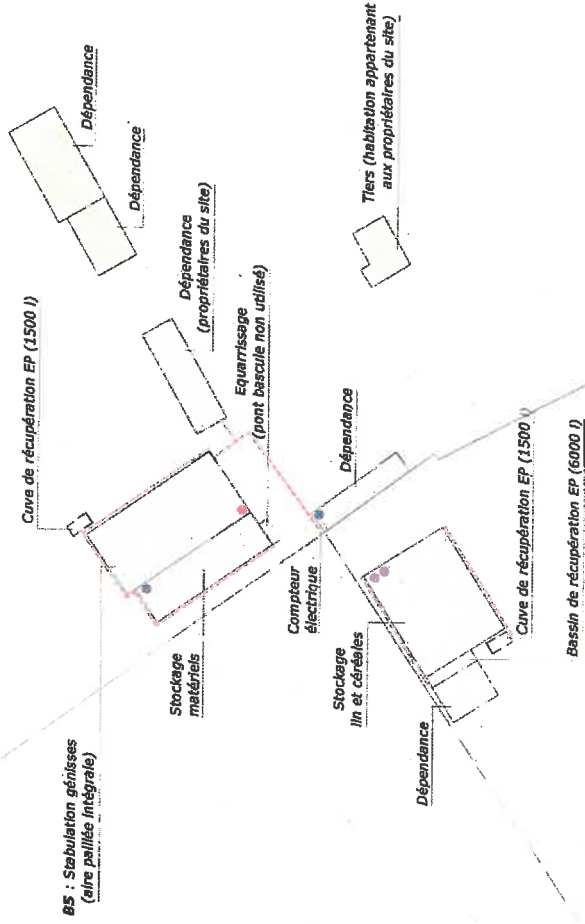 B5 : Stabulation génisses
(aire paillée intégrale)
Cuve de récupération EP (1500 l)
Dépendance
Dépendance
Dépendance
(propriétaires du site)
Equarrissage
(pont bascule non utilisé)
Stockage
matériels
Compteur
électrique
Dépendance
Tiers (habitation appartenant
aux propriétaires du site)
Stockage
lin et céréales
Dépendance
Cuve de récupération EP (1500 l)
Bassin de récupération EP (6000 l)